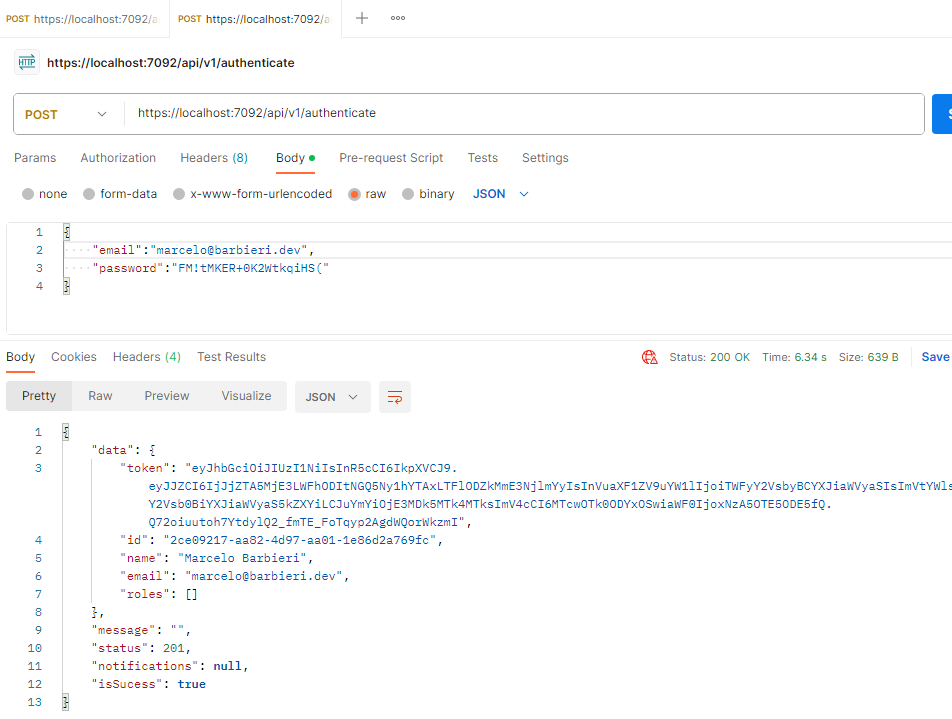 POST https://localhost:7092/a
POST https://localhost:7092/a
HTTP https://localhost:7092/api/v1/authenticate
POST https://localhost:7092/api/v1/authenticate
Params Authorization Headers (8) Body Pre-request Script Tests Settings
none form-data x-www-form-urlencoded raw binary JSON
1 {
2 "email":"marcelo@barbieri.dev",
3 "password":"FM!tMKER+0K2WtkqiHS("
4 }
Body Cookies Headers (4) Test Results Status: 200 OK Time: 6.34 s Size: 639 B Save
Pretty Raw Preview Visualize JSON
1 {
2 "data": {
3 "token": "eyJhbGciOiJIUzI1NiIsInR5cCI6IkpXVCJ9.
eyJJZCI6IjJjZTA5MjE3LWFhODItNGQ5Ny1hYTAxLTFlODZkMmE3NjlmYyIsInVuaXF1ZV9uYW1lIjoiTWFyY2VsbyBCYXJiaWVyaSIsImVtYWls
Y2Vsb0BiYXJiaWVyaS5kZXYiLCJuYmYiOjE3MDk5MTk4MTksImV4cCI6MTcwOTk0ODYxOSwiaWF0IjoxNzA5OTE5ODE5fQ.
Q72oiuutoh7YtdylQ2_fmTE_FoTqyp2AgdWQorWkzmI",
4 "id": "2ce09217-aa82-4d97-aa01-1e86d2a769fc",
5 "name": "Marcelo Barbieri",
6 "email": "marcelo@barbieri.dev",
7 "roles": []
8 },
9 "message": "",
10 "status": 201,
11 "notifications": null,
12 "isSucess": true
13 }